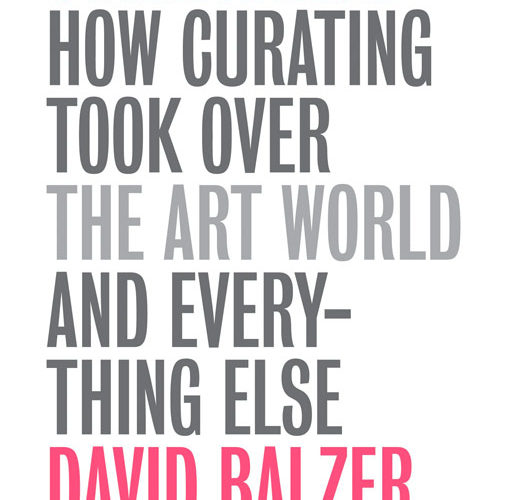 HOW CURATING
TOOK OVER
THE ART WORLD
AND EVERY–
THING ELSE
DAVID BALZER